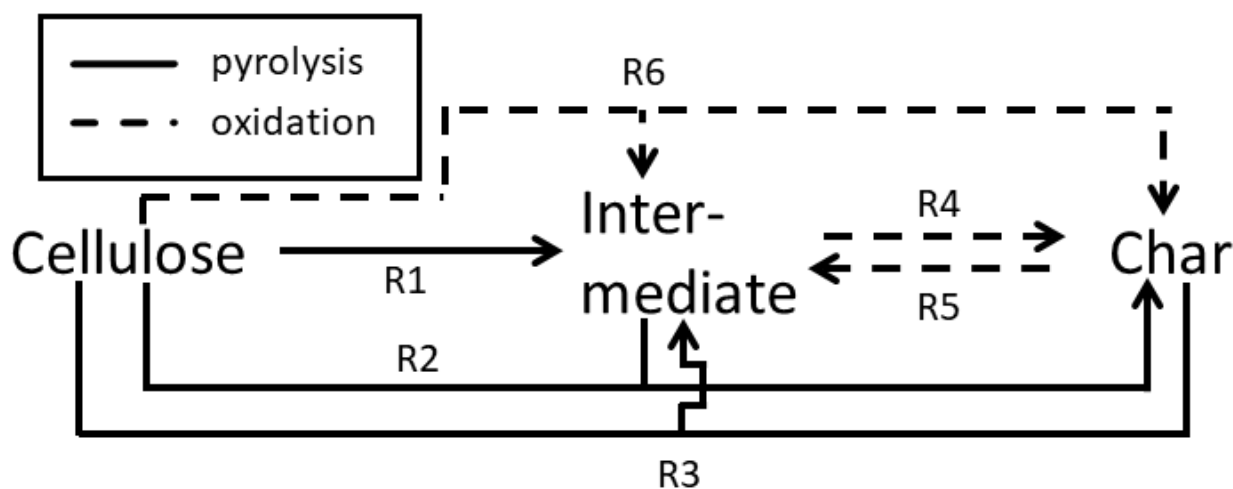 pyrolysis
oxidation
R6
Inter-
mediate
Cellulose
R1
R4
R5
Char
R2
R3